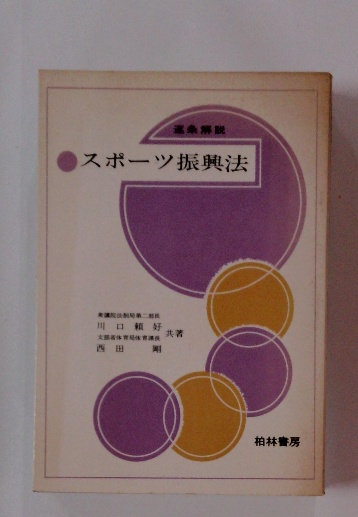 逐条解説
スポーツ振興法
衆議院法制局第二部長
川口頼好
文部省体育局体育課長
西田剛
共著
柏林書房